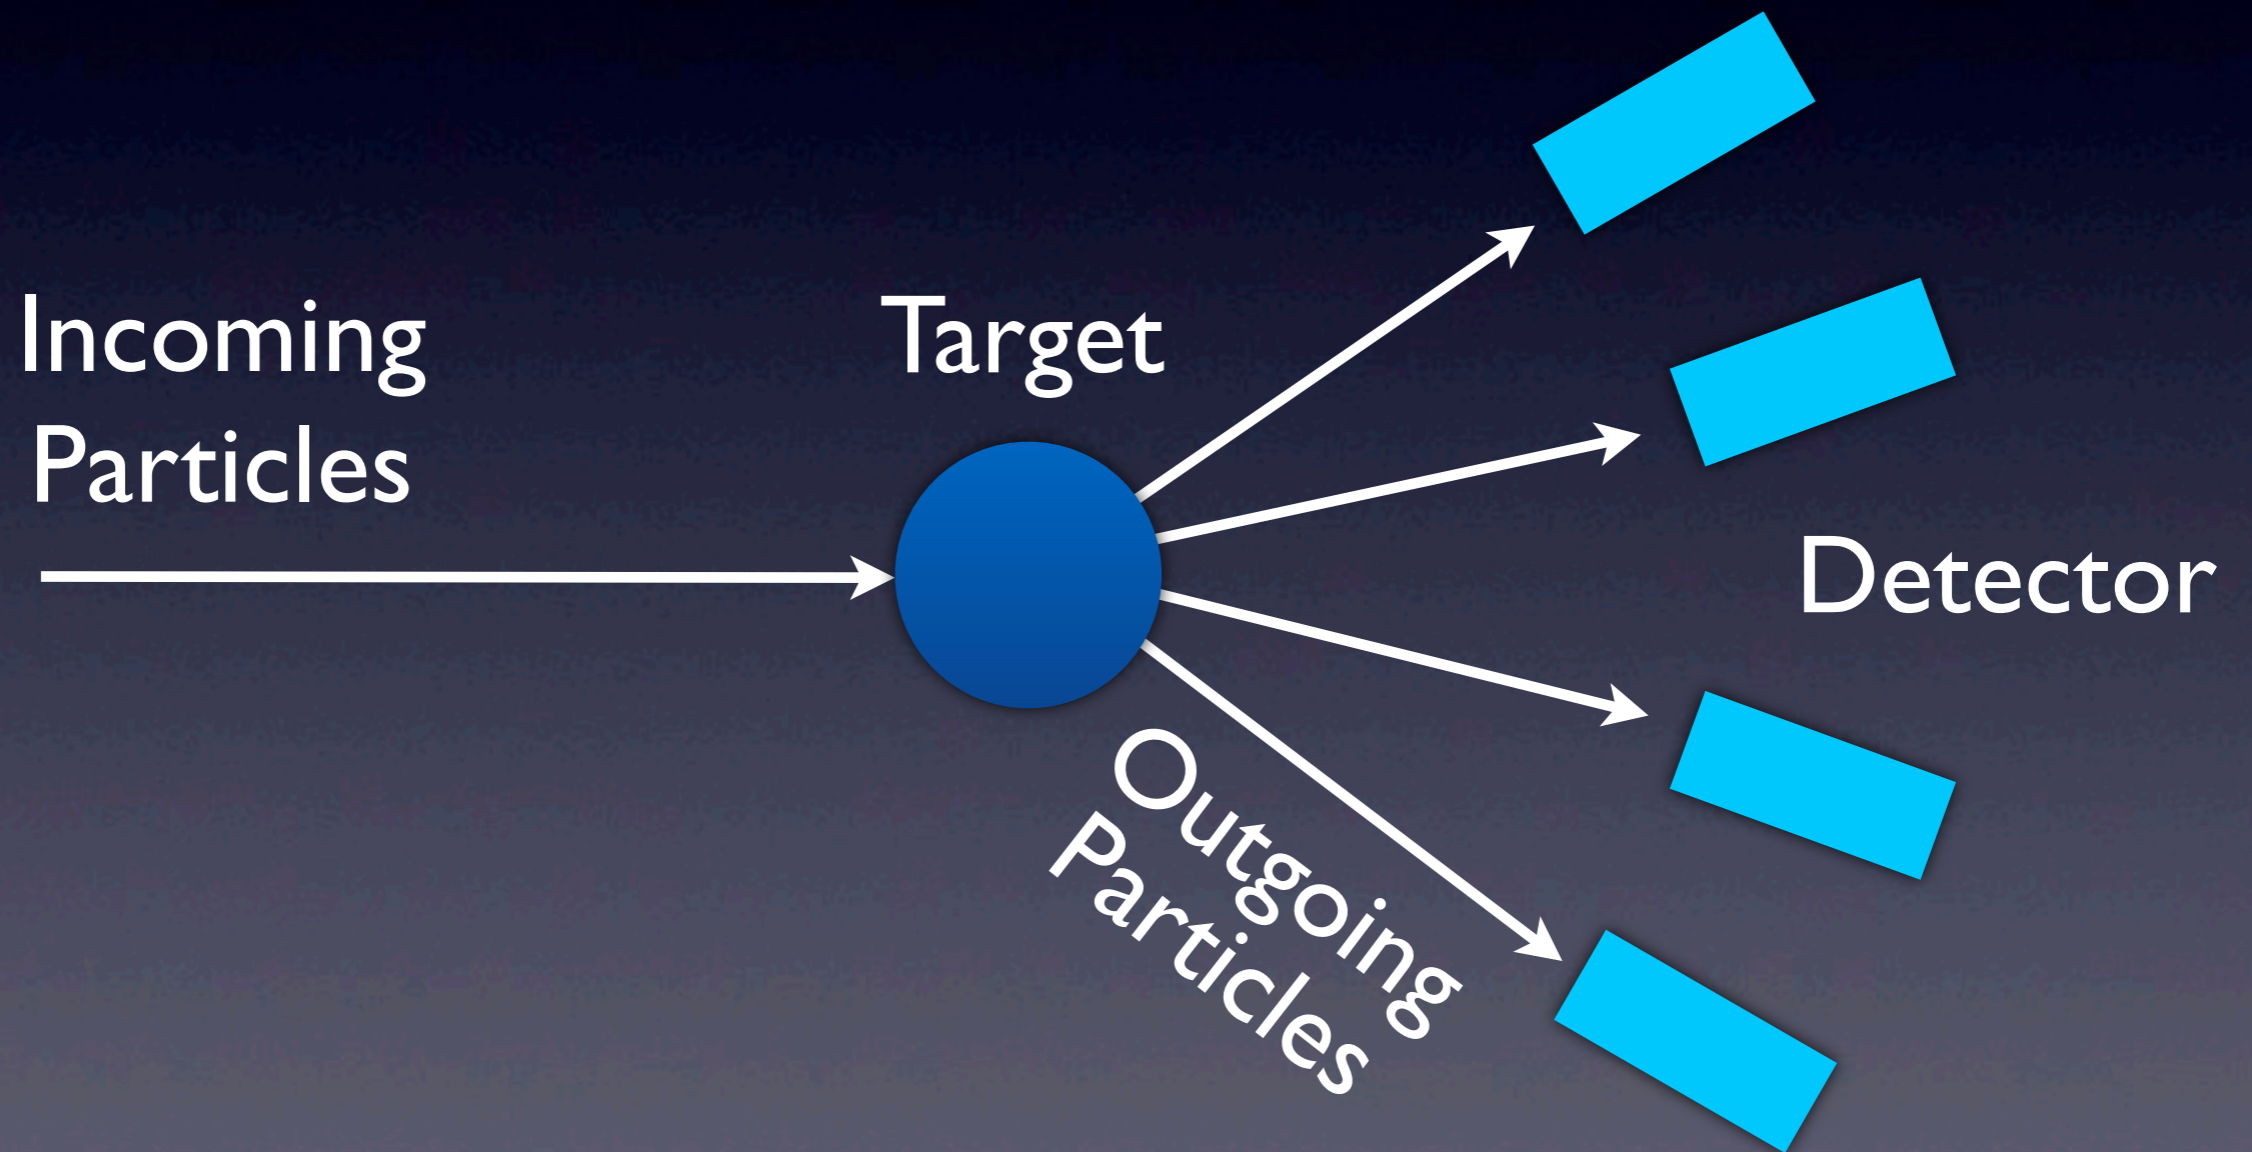 Incoming
Particles
Target
Detector
Outgoing
Particles